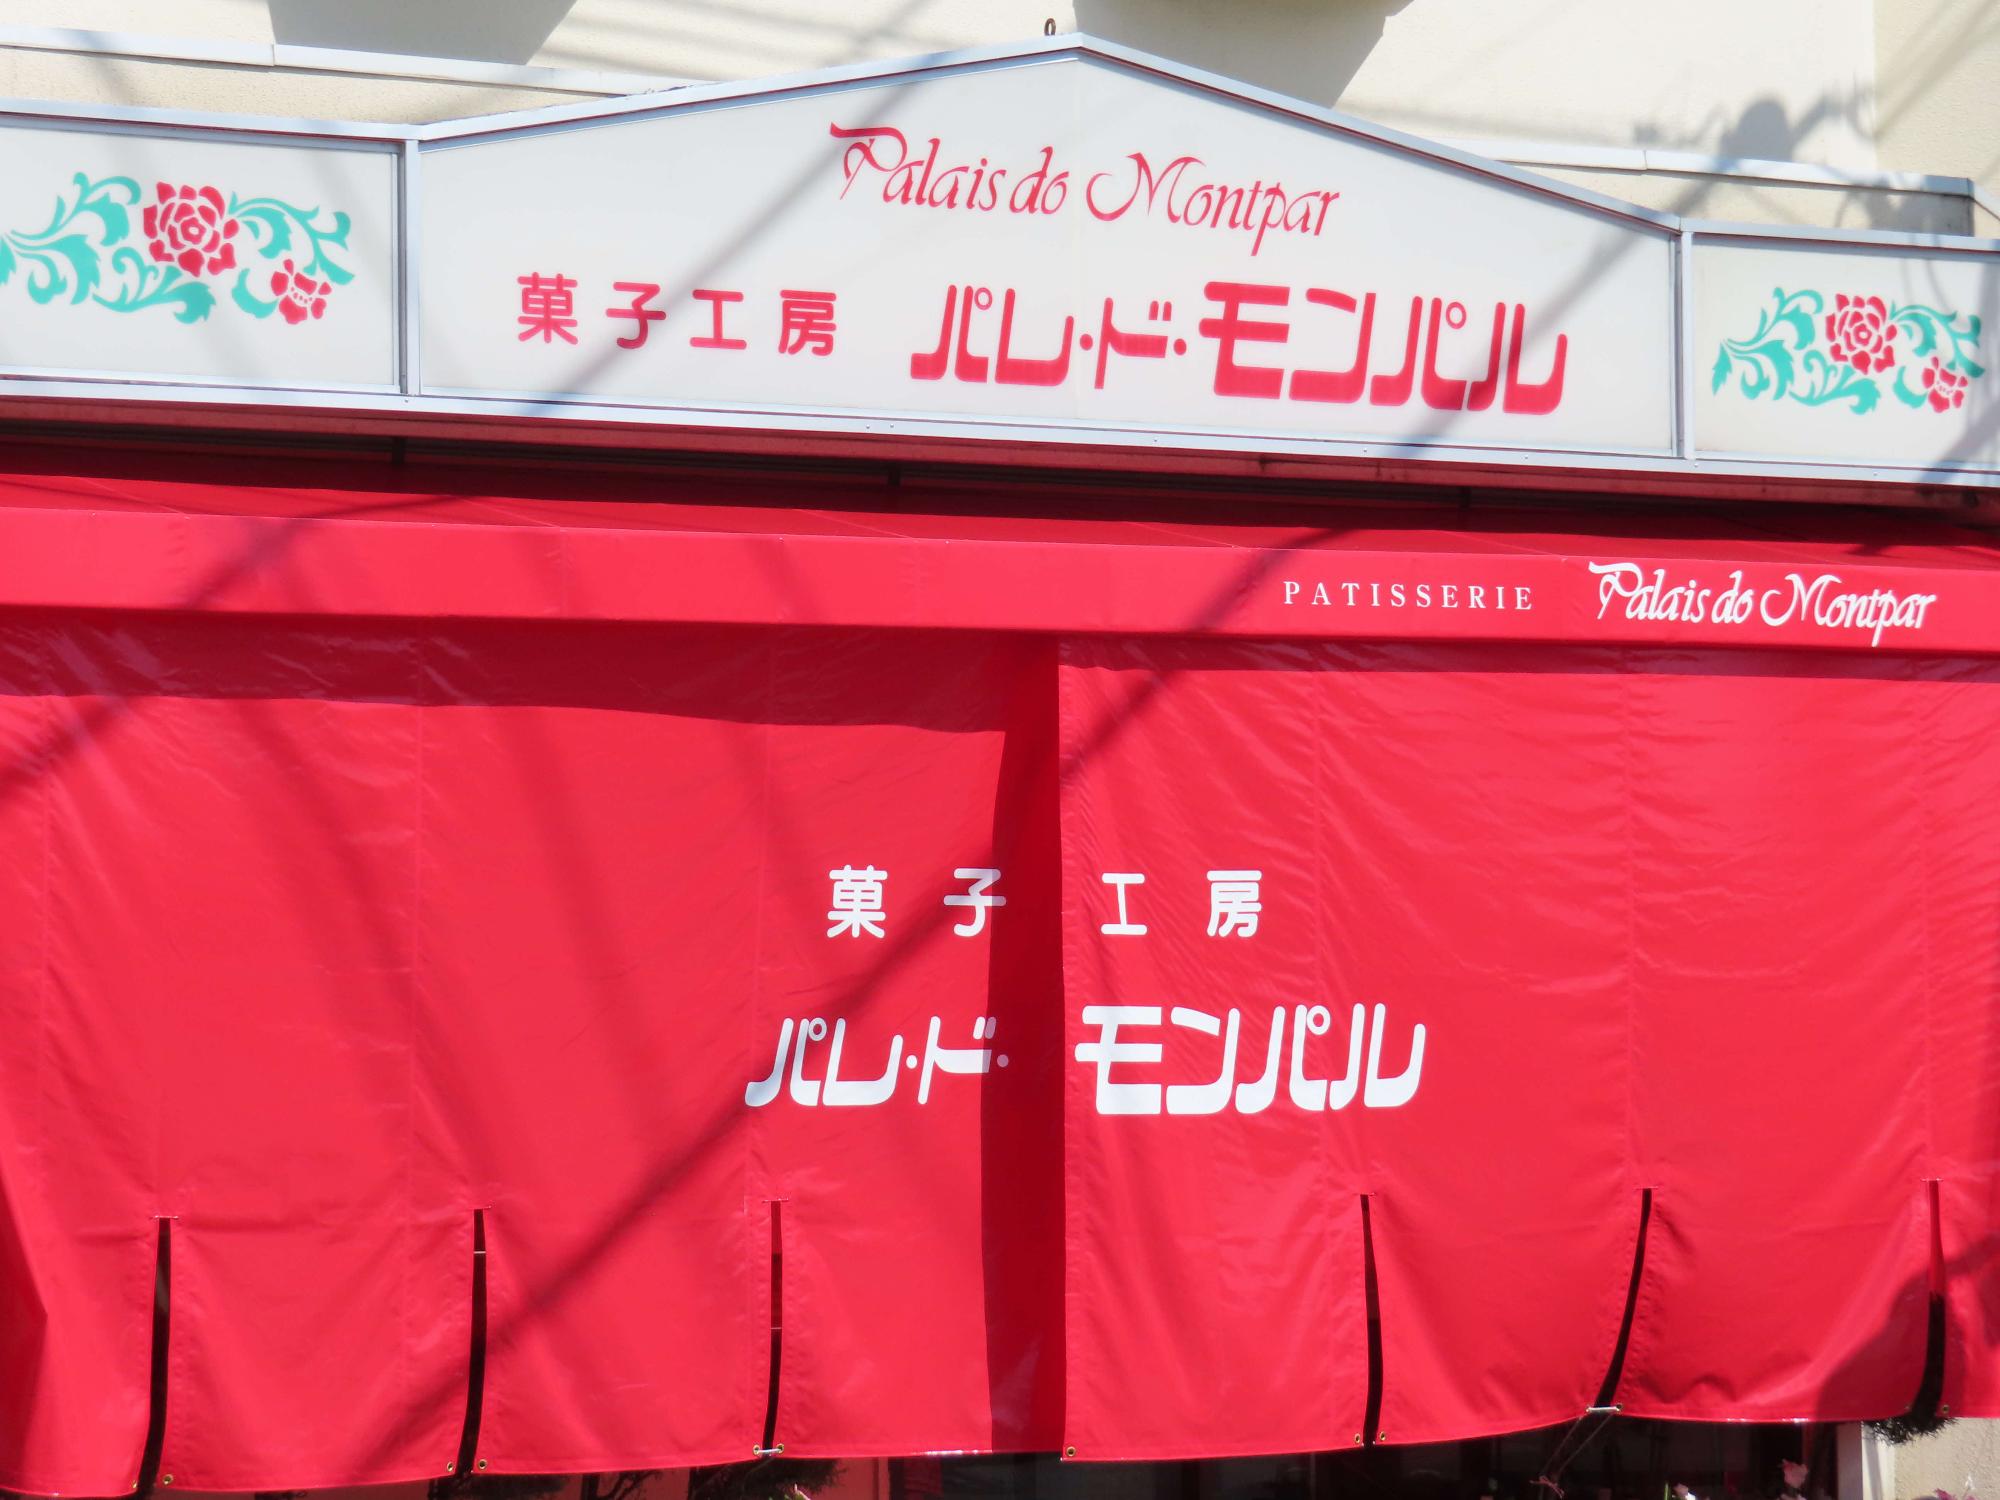 Palais do Montpar
菓子工房 パレ・ド・モンパル
PATISSERIE Palais do Montpar
菓子工房
パレ・ド・モンパル